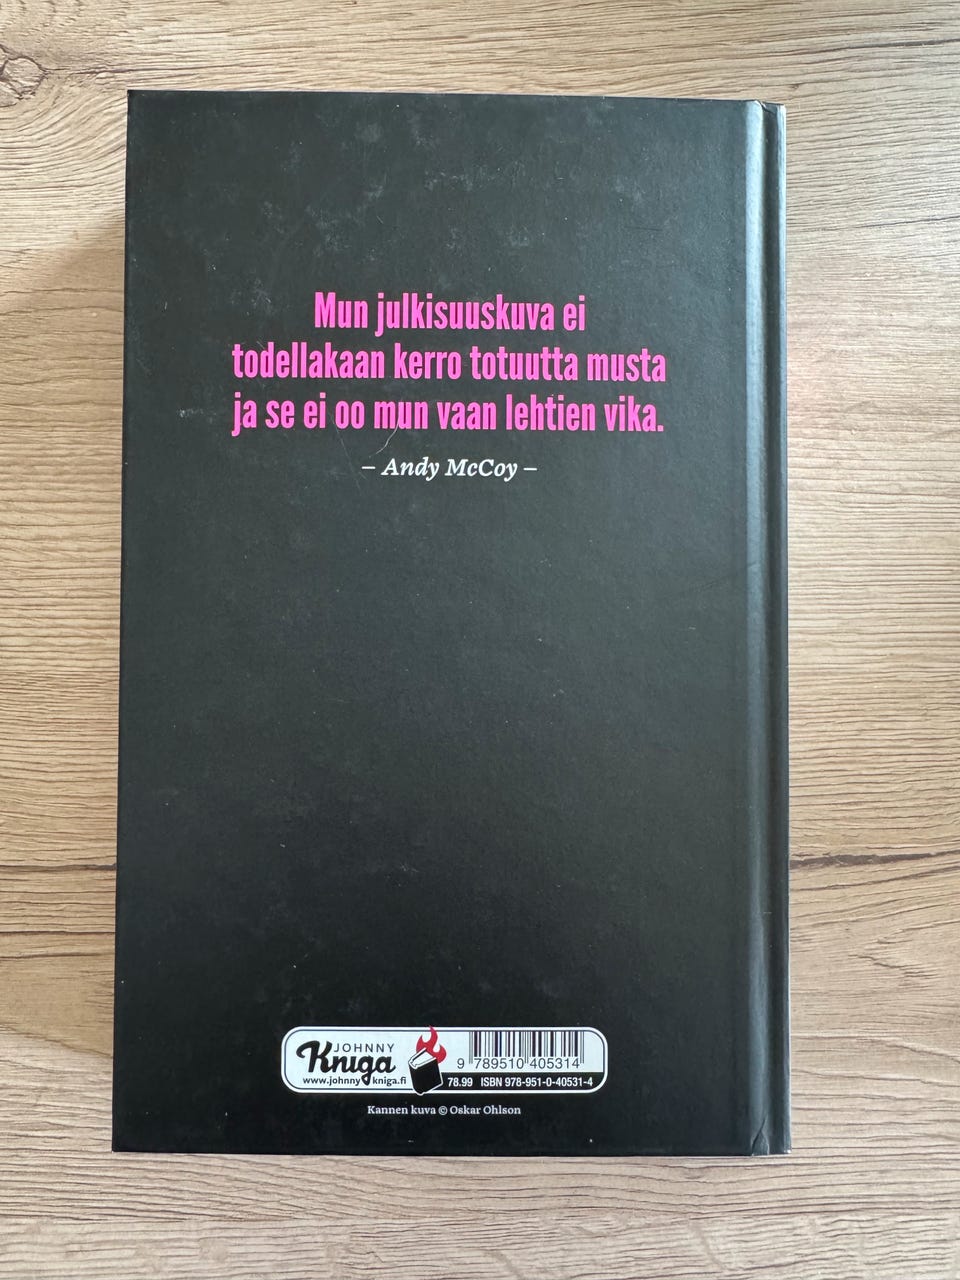 Mun julkisuuskuva ei
todellakaan kerro totuutta musta
ja se ei oo mun vaan lehtien vika.
– Andy McCoy –
JOHNNY
Kniga
www.johnnykniga.fi
9 789510 405314
78.99 ISBN 978-951-0-40531-4
Kannen kuva © Oskar Ohlson